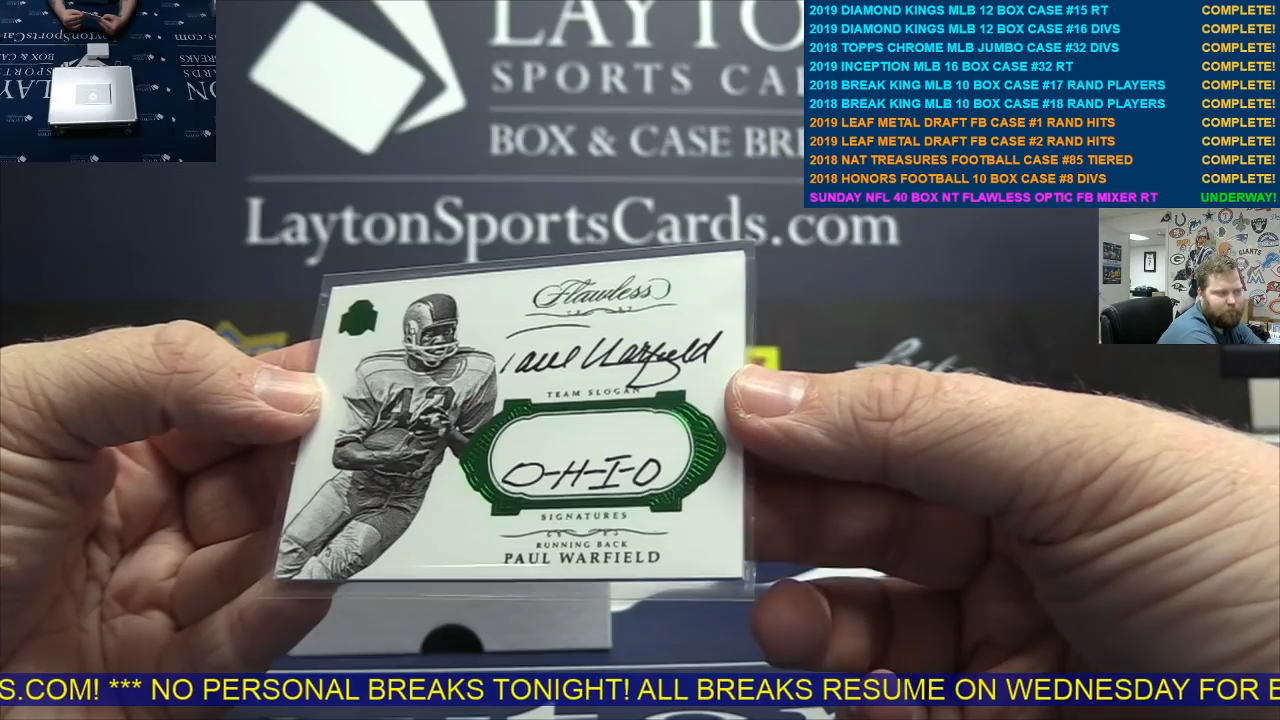 2019 DIAMOND KINGS MLB 12 BOX CASE #15 RT COMPLETE!
2019 DIAMOND KINGS MLB 12 BOX CASE #16 DIVS COMPLETE!
2018 TOPPS CHROME MLB JUMBO CASE #32 DIVS COMPLETE!
2019 INCEPTION MLB 16 BOX CASE #32 RT COMPLETE!
2018 BREAK KING MLB 10 BOX CASE #17 RAND PLAYERS COMPLETE!
2018 BREAK KING MLB 10 BOX CASE #18 RAND PLAYERS COMPLETE!
2019 LEAF METAL DRAFT FB CASE #1 RAND HITS COMPLETE!
2019 LEAF METAL DRAFT FB CASE #2 RAND HITS COMPLETE!
2018 NAT TREASURES FOOTBALL CASE #85 TIERED COMPLETE!
2018 HONORS FOOTBALL 10 BOX CASE #8 DIVS COMPLETE!
SUNDAY NFL 40 BOX NT FLAWLESS OPTIC FB MIXER RT UNDERWAY!
LAYTO
SPORTS CA
BOX & CASE BRE
LaytonSportsCards.com
Flawless
Paul Warfield
TEAM SLOGAN
42
O-H-I-O
SIGNATURES
RUNNING BACK
PAUL WARFIELD
S.COM! *** NO PERSONAL BREAKS TONIGHT! ALL BREAKS RESUME ON WEDNESDAY FOR E